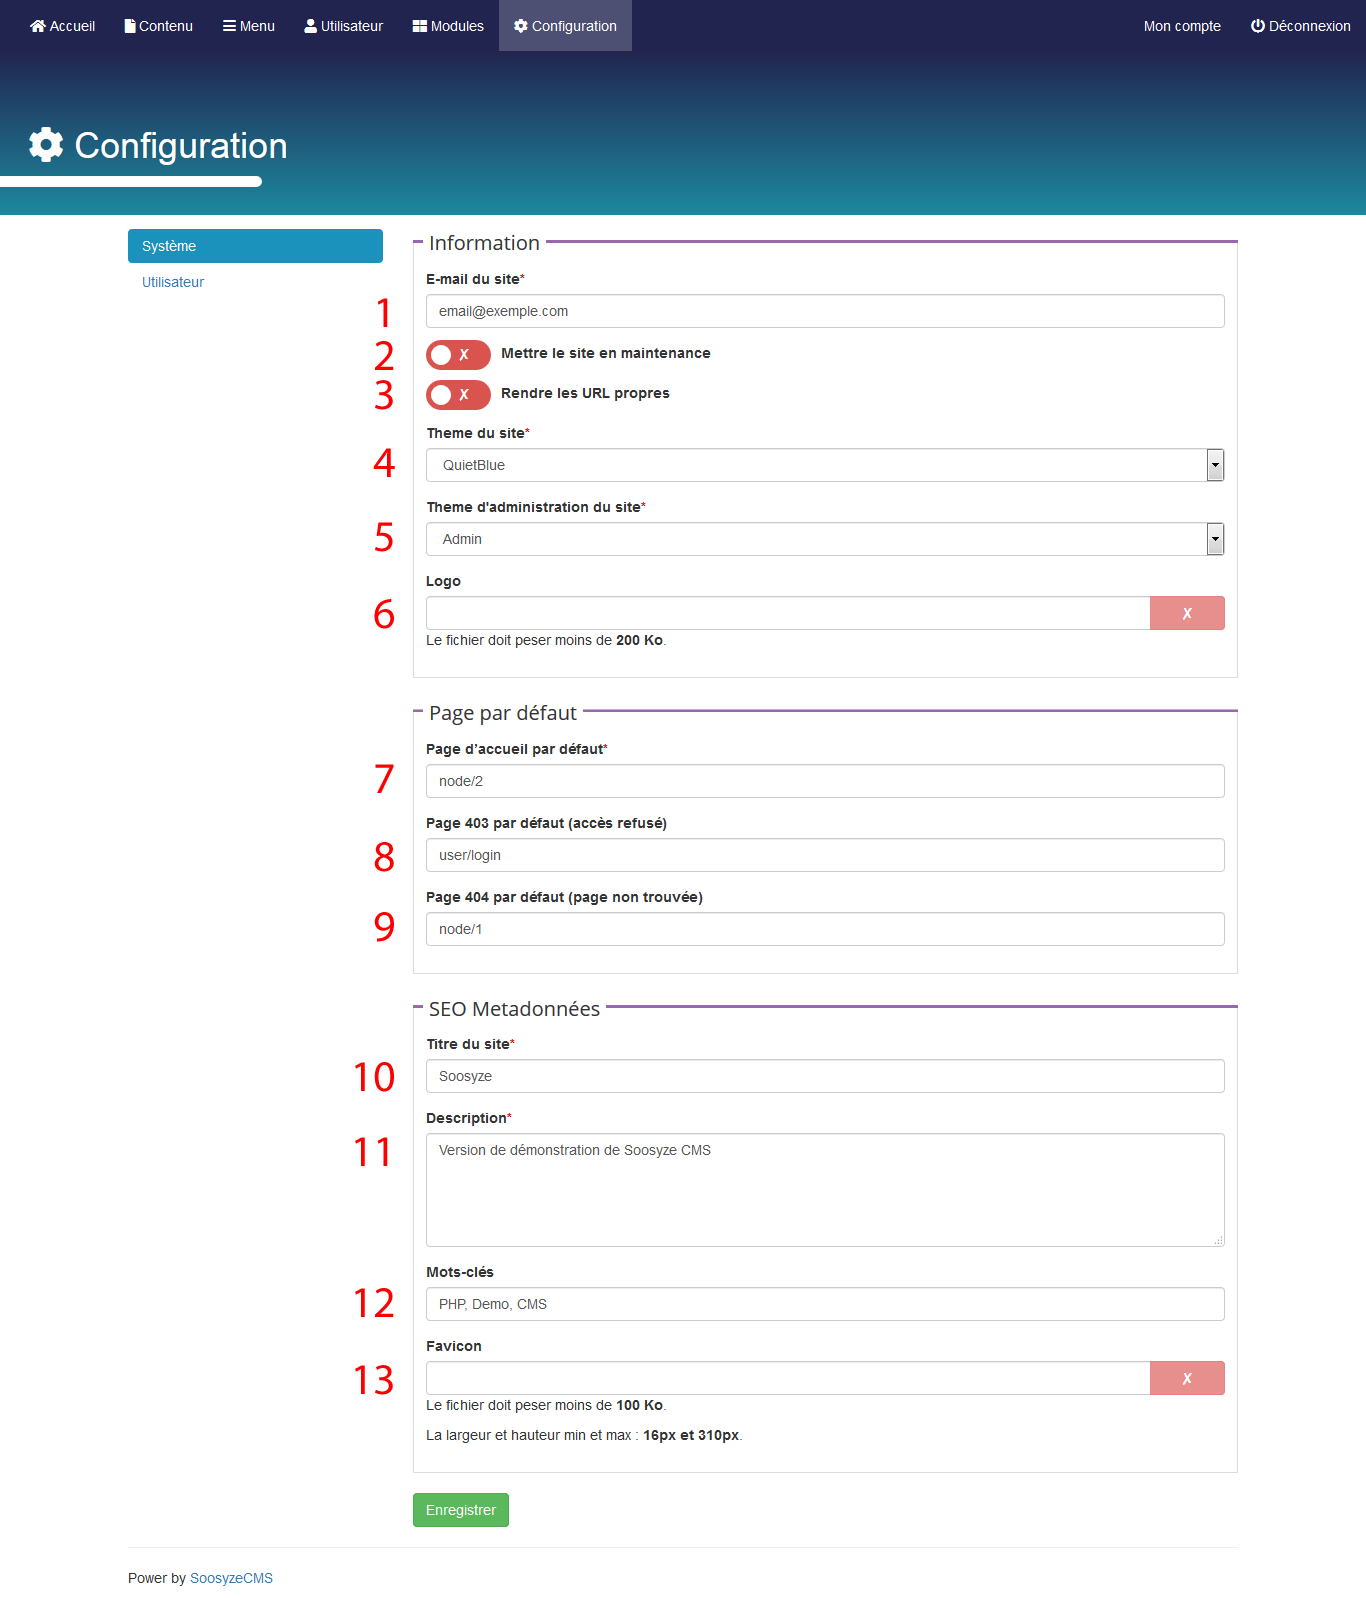 Accueil Contenu Menu Utilisateur Modules Configuration Mon compte Déconnexion
Configuration
Système
Utilisateur
Information
E-mail du site*
1 email@exemple.com
2 X Mettre le site en maintenance
3 X Rendre les URL propres
Theme du site*
4 QuietBlue
Theme d'administration du site*
5 Admin
Logo
6 X
Le fichier doit peser moins de 200 Ko.
Page par défaut
Page d’accueil par défaut*
7 node/2
Page 403 par défaut (accès refusé)
8 user/login
Page 404 par défaut (page non trouvée)
9 node/1
SEO Metadonnées
Titre du site*
10 Soosyze
Description*
11 Version de démonstration de Soosyze CMS
Mots-clés
12 PHP, Demo, CMS
Favicon
13 X
Le fichier doit peser moins de 100 Ko.
La largeur et hauteur min et max : 16px et 310px.
Enregistrer
Power by SoosyzeCMS